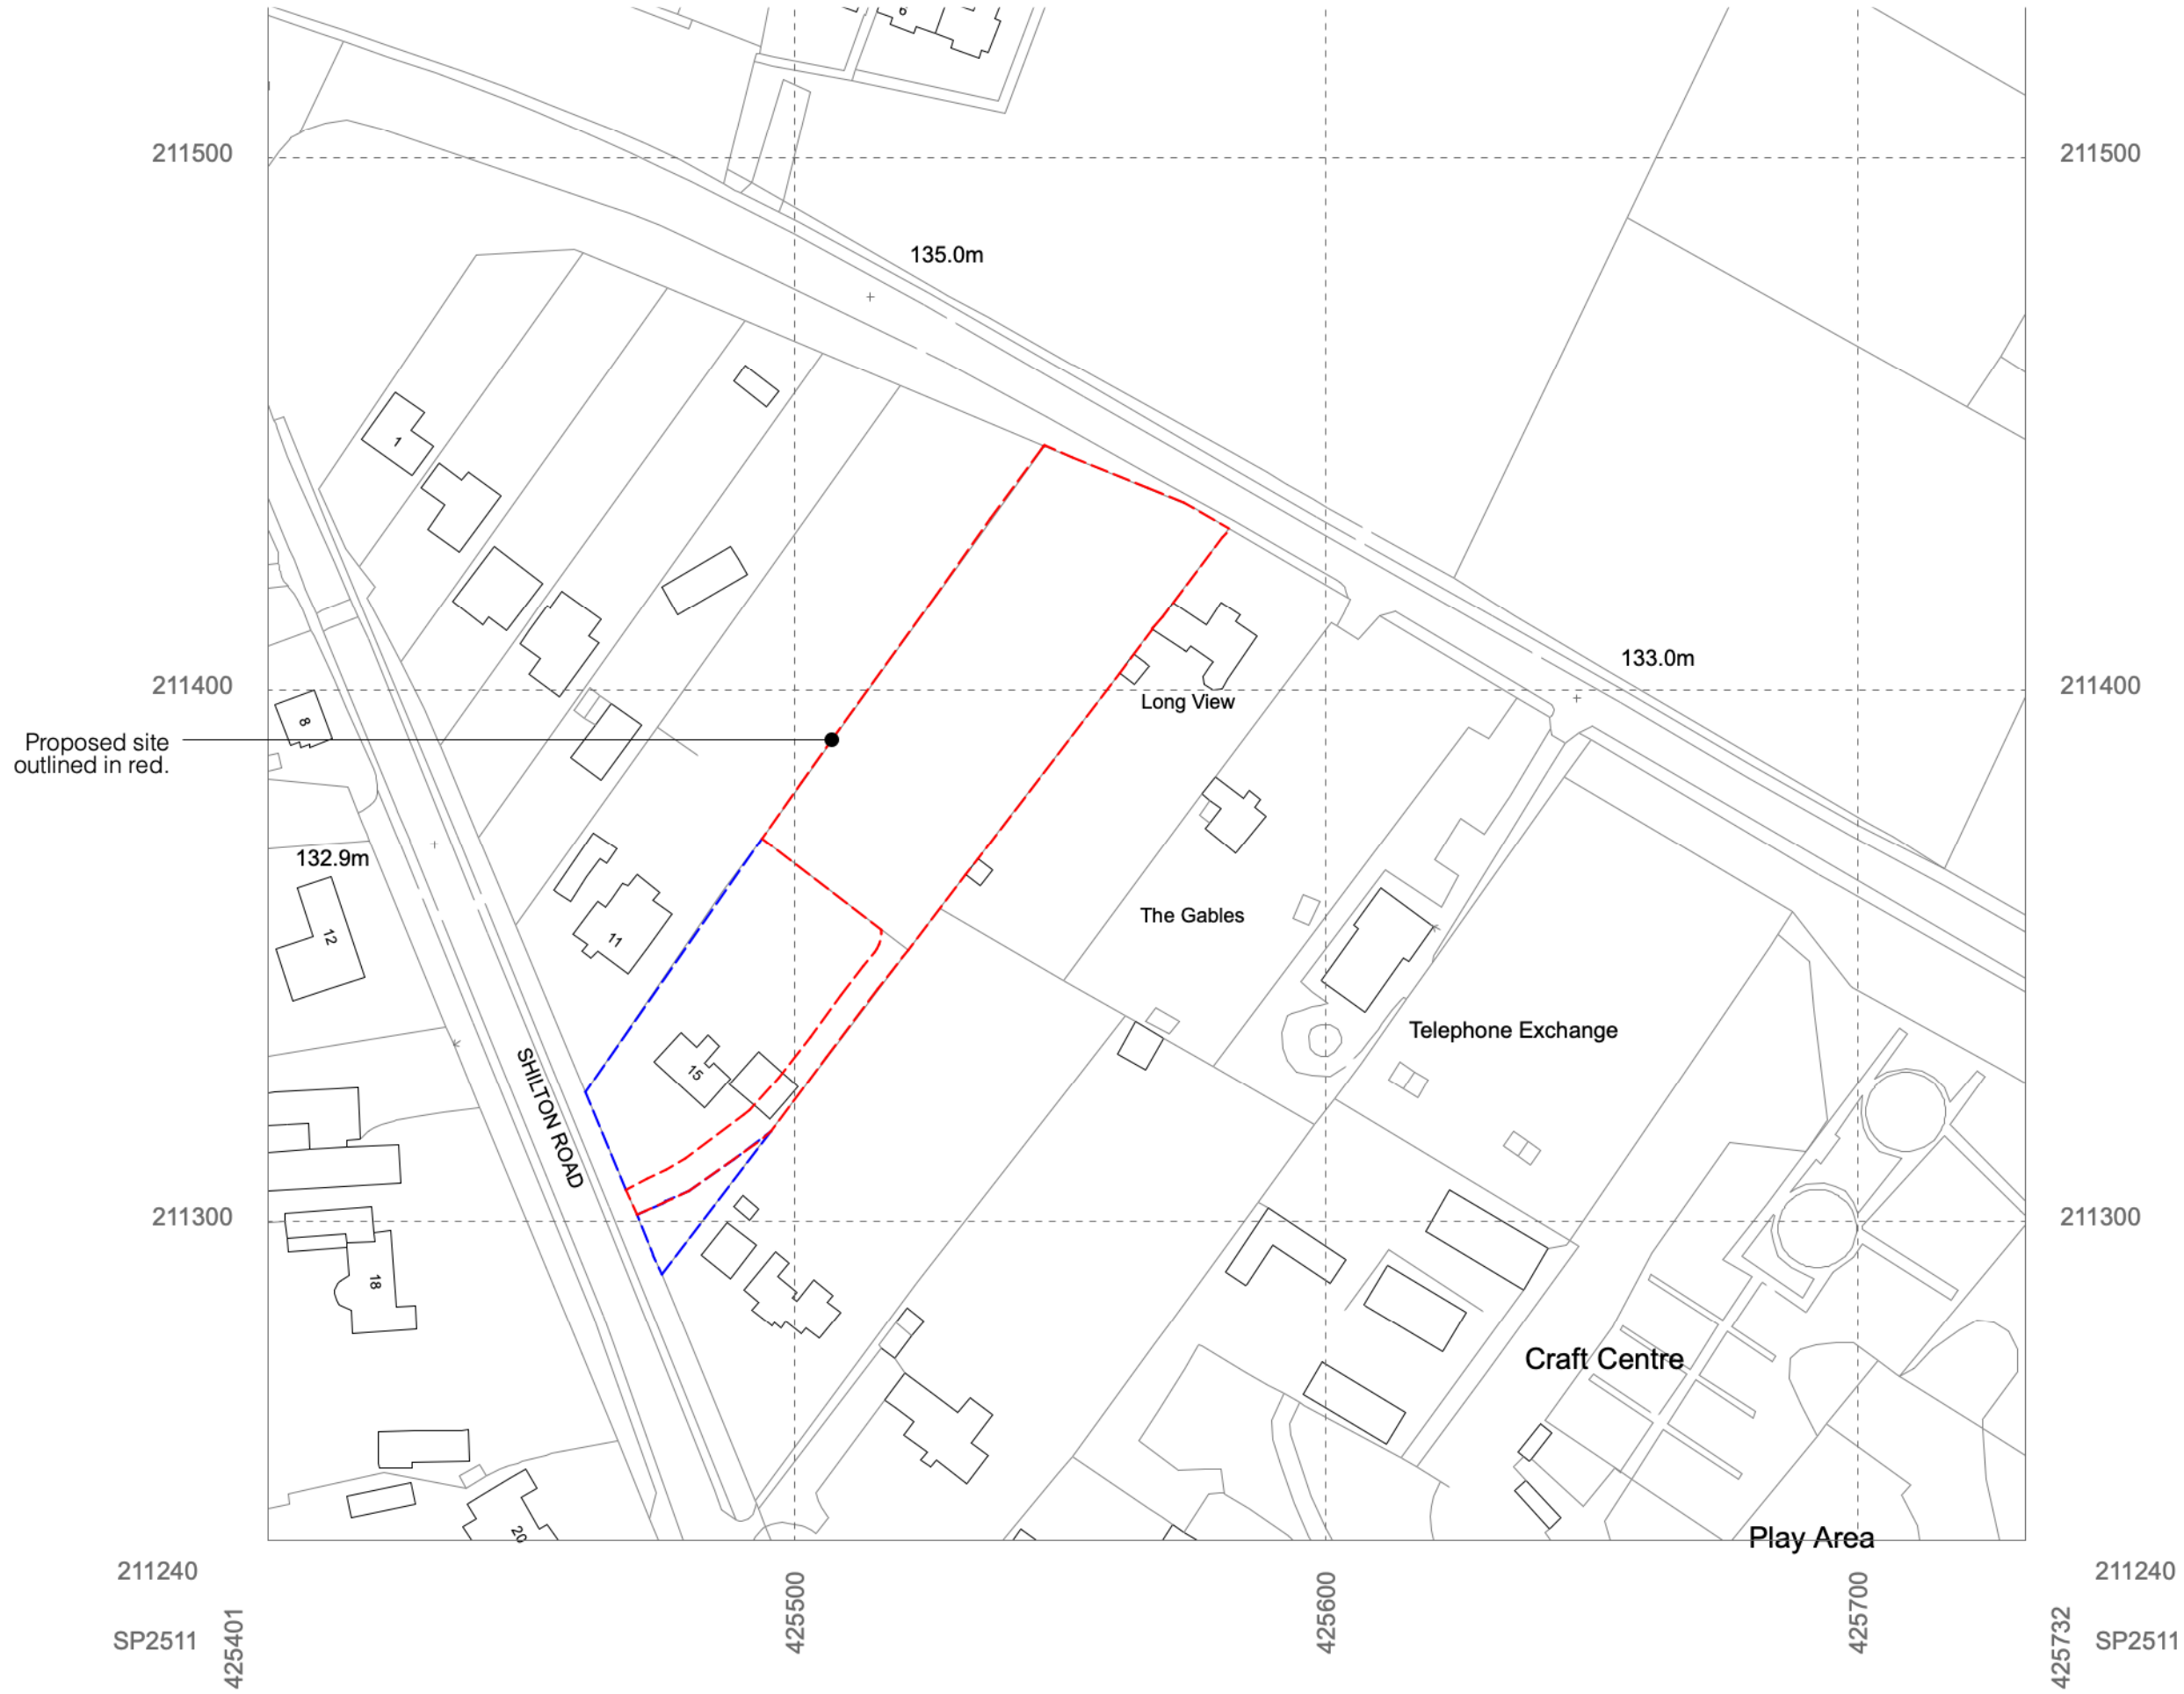 6
211500
211500
135.0m
1
133.0m
211400
211400
Long View
8
Proposed site
outlined in red.
132.9m
The Gables
12
11
Telephone Exchange
15
SHILTON ROAD
211300
211300
18
Craft Centre
20
Play Area
211240
211240
425500
425600
425700
SP2511
425401
425732
SP2511